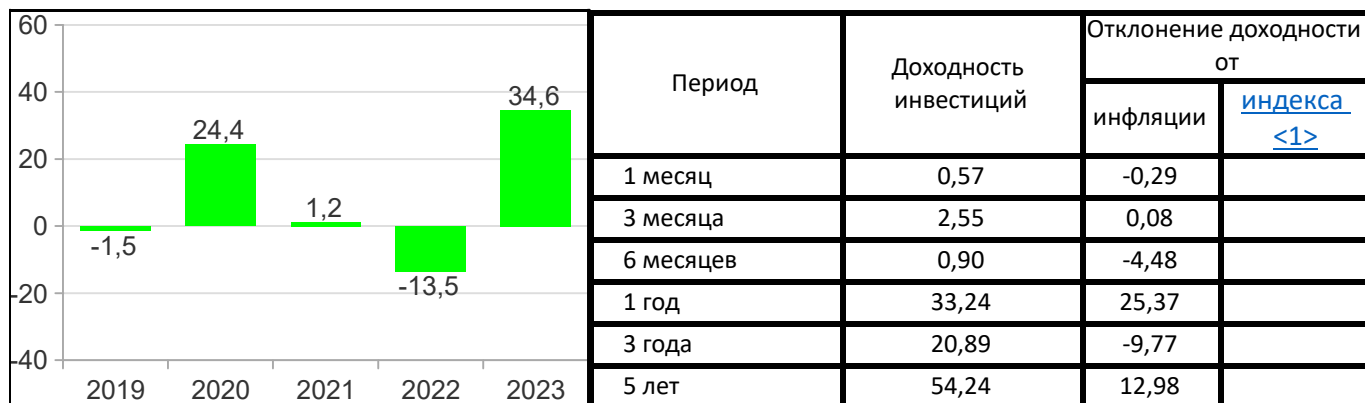 60
40
20
0
-20
-40
-1,5
24,4
1,2
-13,5
34,6
2019 2020 2021 2022 2023
Период
Доходность
инвестиций
Отклонение доходности
от
инфляции
индекса
<1>
1 месяц 0,57 -0,29
3 месяца 2,55 0,08
6 месяцев 0,90 -4,48
1 год 33,24 25,37
3 года 20,89 -9,77
5 лет 54,24 12,98